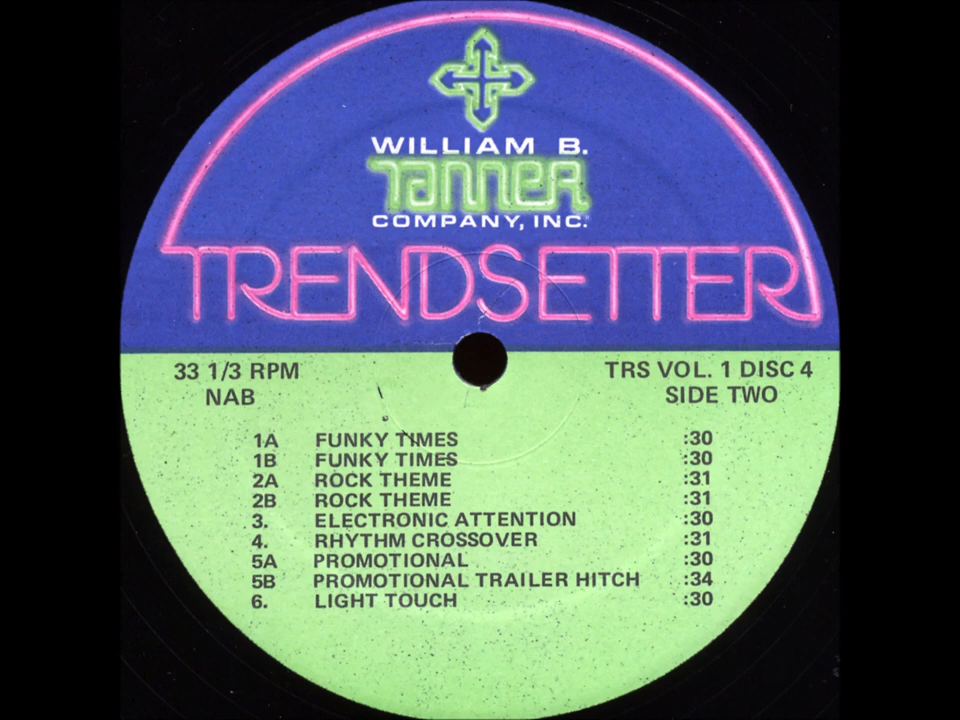 WILLIAM B.
TANNER
COMPANY, INC.
TRENDSETTER
33 1/3 RPM
NAB
TRS VOL. 1 DISC 4
SIDE TWO
1A FUNKY TIMES :30
1B FUNKY TIMES :30
2A ROCK THEME :31
2B ROCK THEME :31
3. ELECTRONIC ATTENTION :30
4. RHYTHM CROSSOVER :31
5A PROMOTIONAL :30
5B PROMOTIONAL TRAILER HITCH :34
6. LIGHT TOUCH :30